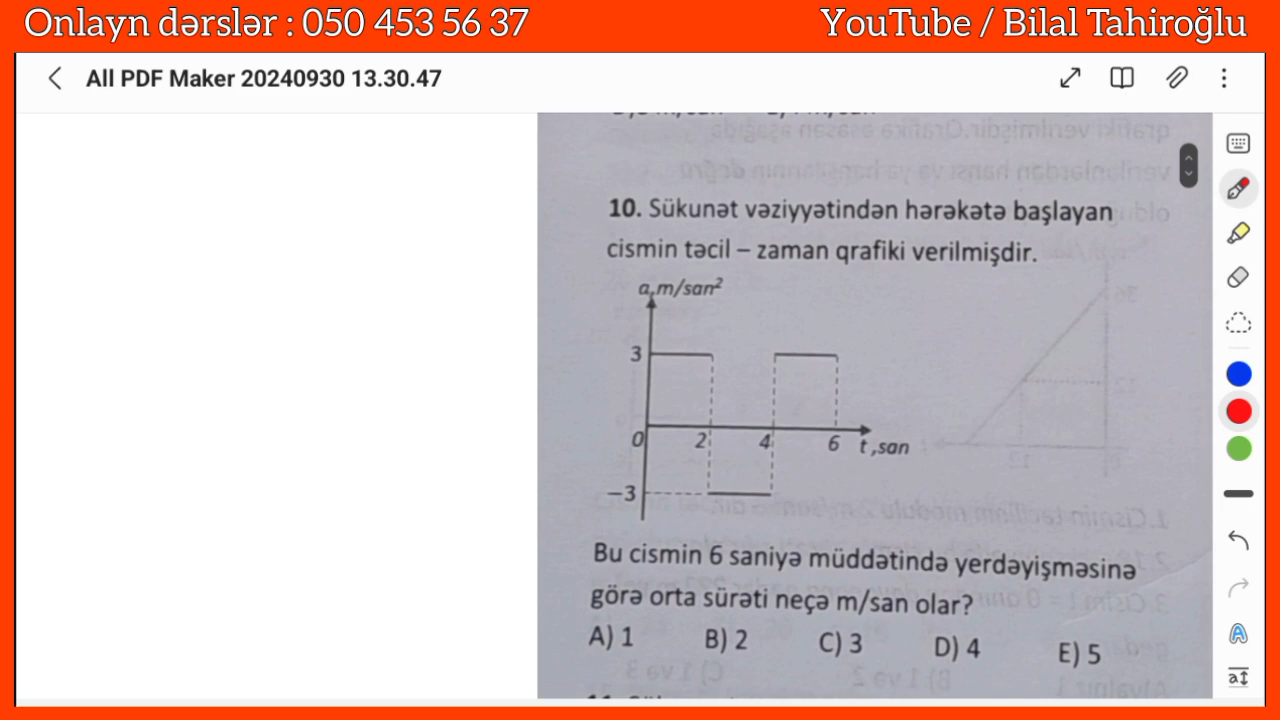 Onlayn dərslər : 050 453 56 37
YouTube / Bilal Tahiroğlu
All PDF Maker 20240930 13.30.47
10. Sükunət vəziyyətindən hərəkətə başlayan
cismin təcil – zaman qrafiki verilmişdir.
a,m/san²
3
0 2 4 6 t,san
−3
Bu cismin 6 saniyə müddətində yerdəyişməsinə
görə orta sürəti neçə m/san olar?
A) 1 B) 2 C) 3 D) 4 E) 5